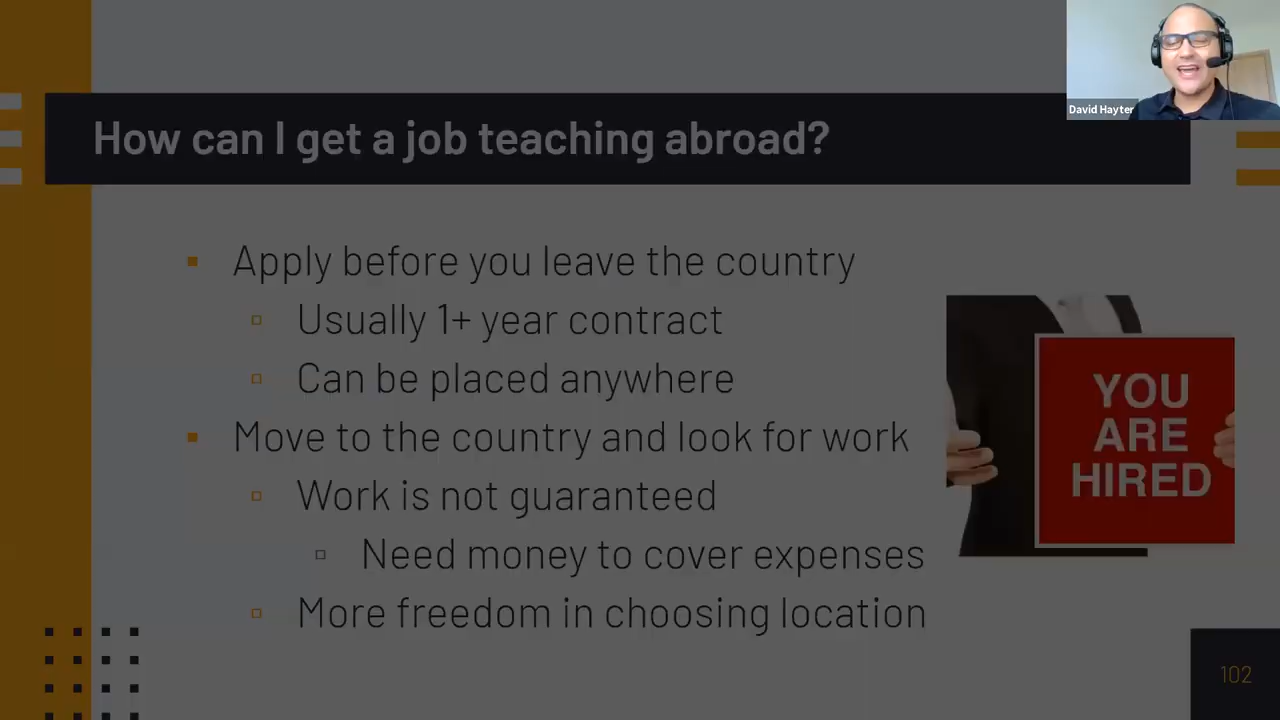 David Hayter
How can I get a job teaching abroad?
Apply before you leave the country
Usually 1+ year contract
Can be placed anywhere
Move to the country and look for work
Work is not guaranteed
Need money to cover expenses
More freedom in choosing location
YOU
ARE
HIRED
102